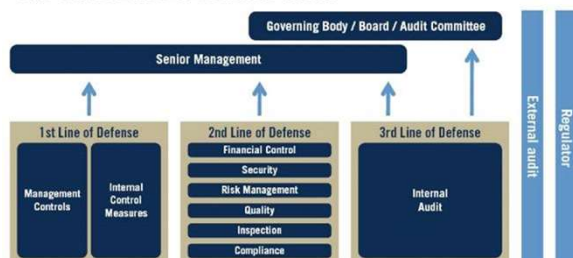 Governing Body / Board / Audit Committee
Senior Management
1st Line of Defense
Management
Controls
Internal
Control
Measures
2nd Line of Defense
Financial Control
Security
Risk Management
Quality
Inspection
Compliance
3rd Line of Defense
Internal
Audit
External audit
Regulator